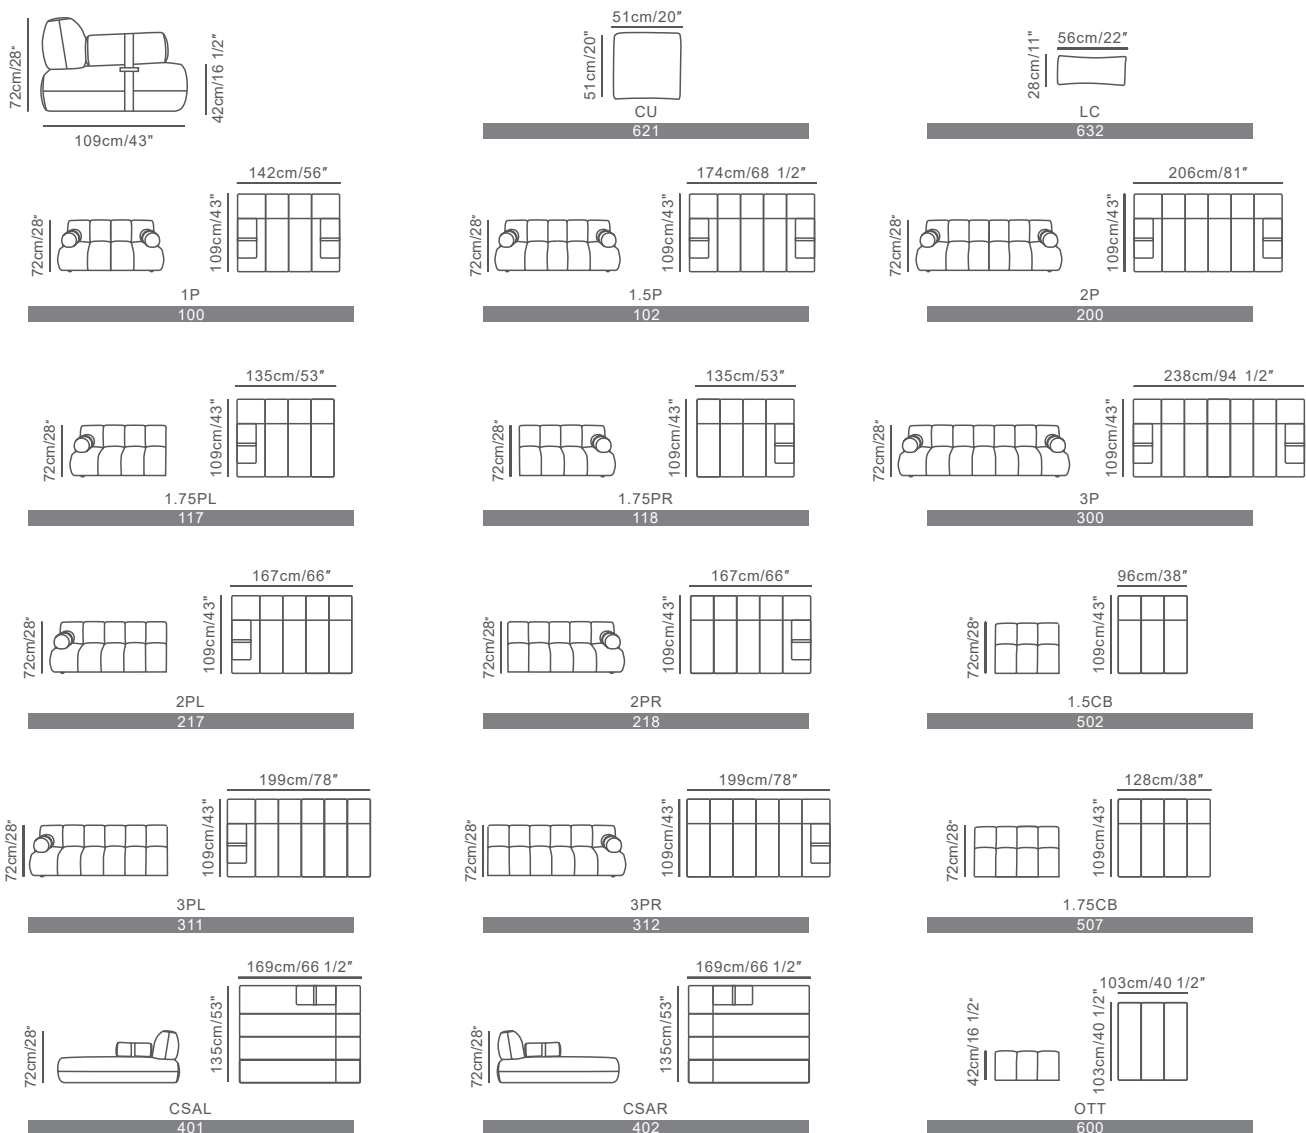 72cm/28″
42cm/16 1/2″
109cm/43"
51cm/20″
51cm/20"
CU
621
56cm/22″
28cm/11"
LC
632
142cm/56″
72cm/28″
109cm/43"
1P
100
174cm/68 1/2″
72cm/28″
109cm/43"
1.5P
102
206cm/81″
72cm/28″
109cm/43"
2P
200
135cm/53″
72cm/28″
109cm/43"
1.75PL
117
135cm/53″
72cm/28″
109cm/43"
1.75PR
118
238cm/94 1/2″
72cm/28″
109cm/43"
3P
300
167cm/66″
72cm/28″
109cm/43"
2PL
217
167cm/66″
72cm/28″
109cm/43"
2PR
218
96cm/38″
72cm/28″
109cm/43"
1.5CB
502
199cm/78″
72cm/28″
109cm/43"
3PL
311
199cm/78″
72cm/28″
109cm/43"
3PR
312
128cm/38″
72cm/28″
109cm/43"
1.75CB
507
169cm/66 1/2″
72cm/28″
135cm/53"
CSAL
401
169cm/66 1/2″
72cm/28″
135cm/53"
CSAR
402
103cm/40 1/2″
42cm/16 1/2″
103cm/40 1/2"
OTT
600